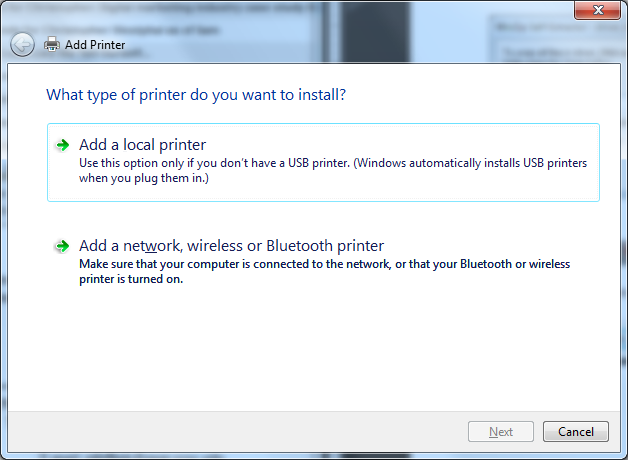 Add Printer
What type of printer do you want to install?
Add a local printer
Use this option only if you don't have a USB printer. (Windows automatically installs USB printers
when you plug them in.)
Add a network, wireless or Bluetooth printer
Make sure that your computer is connected to the network, or that your Bluetooth or wireless
printer is turned on.
Next
Cancel